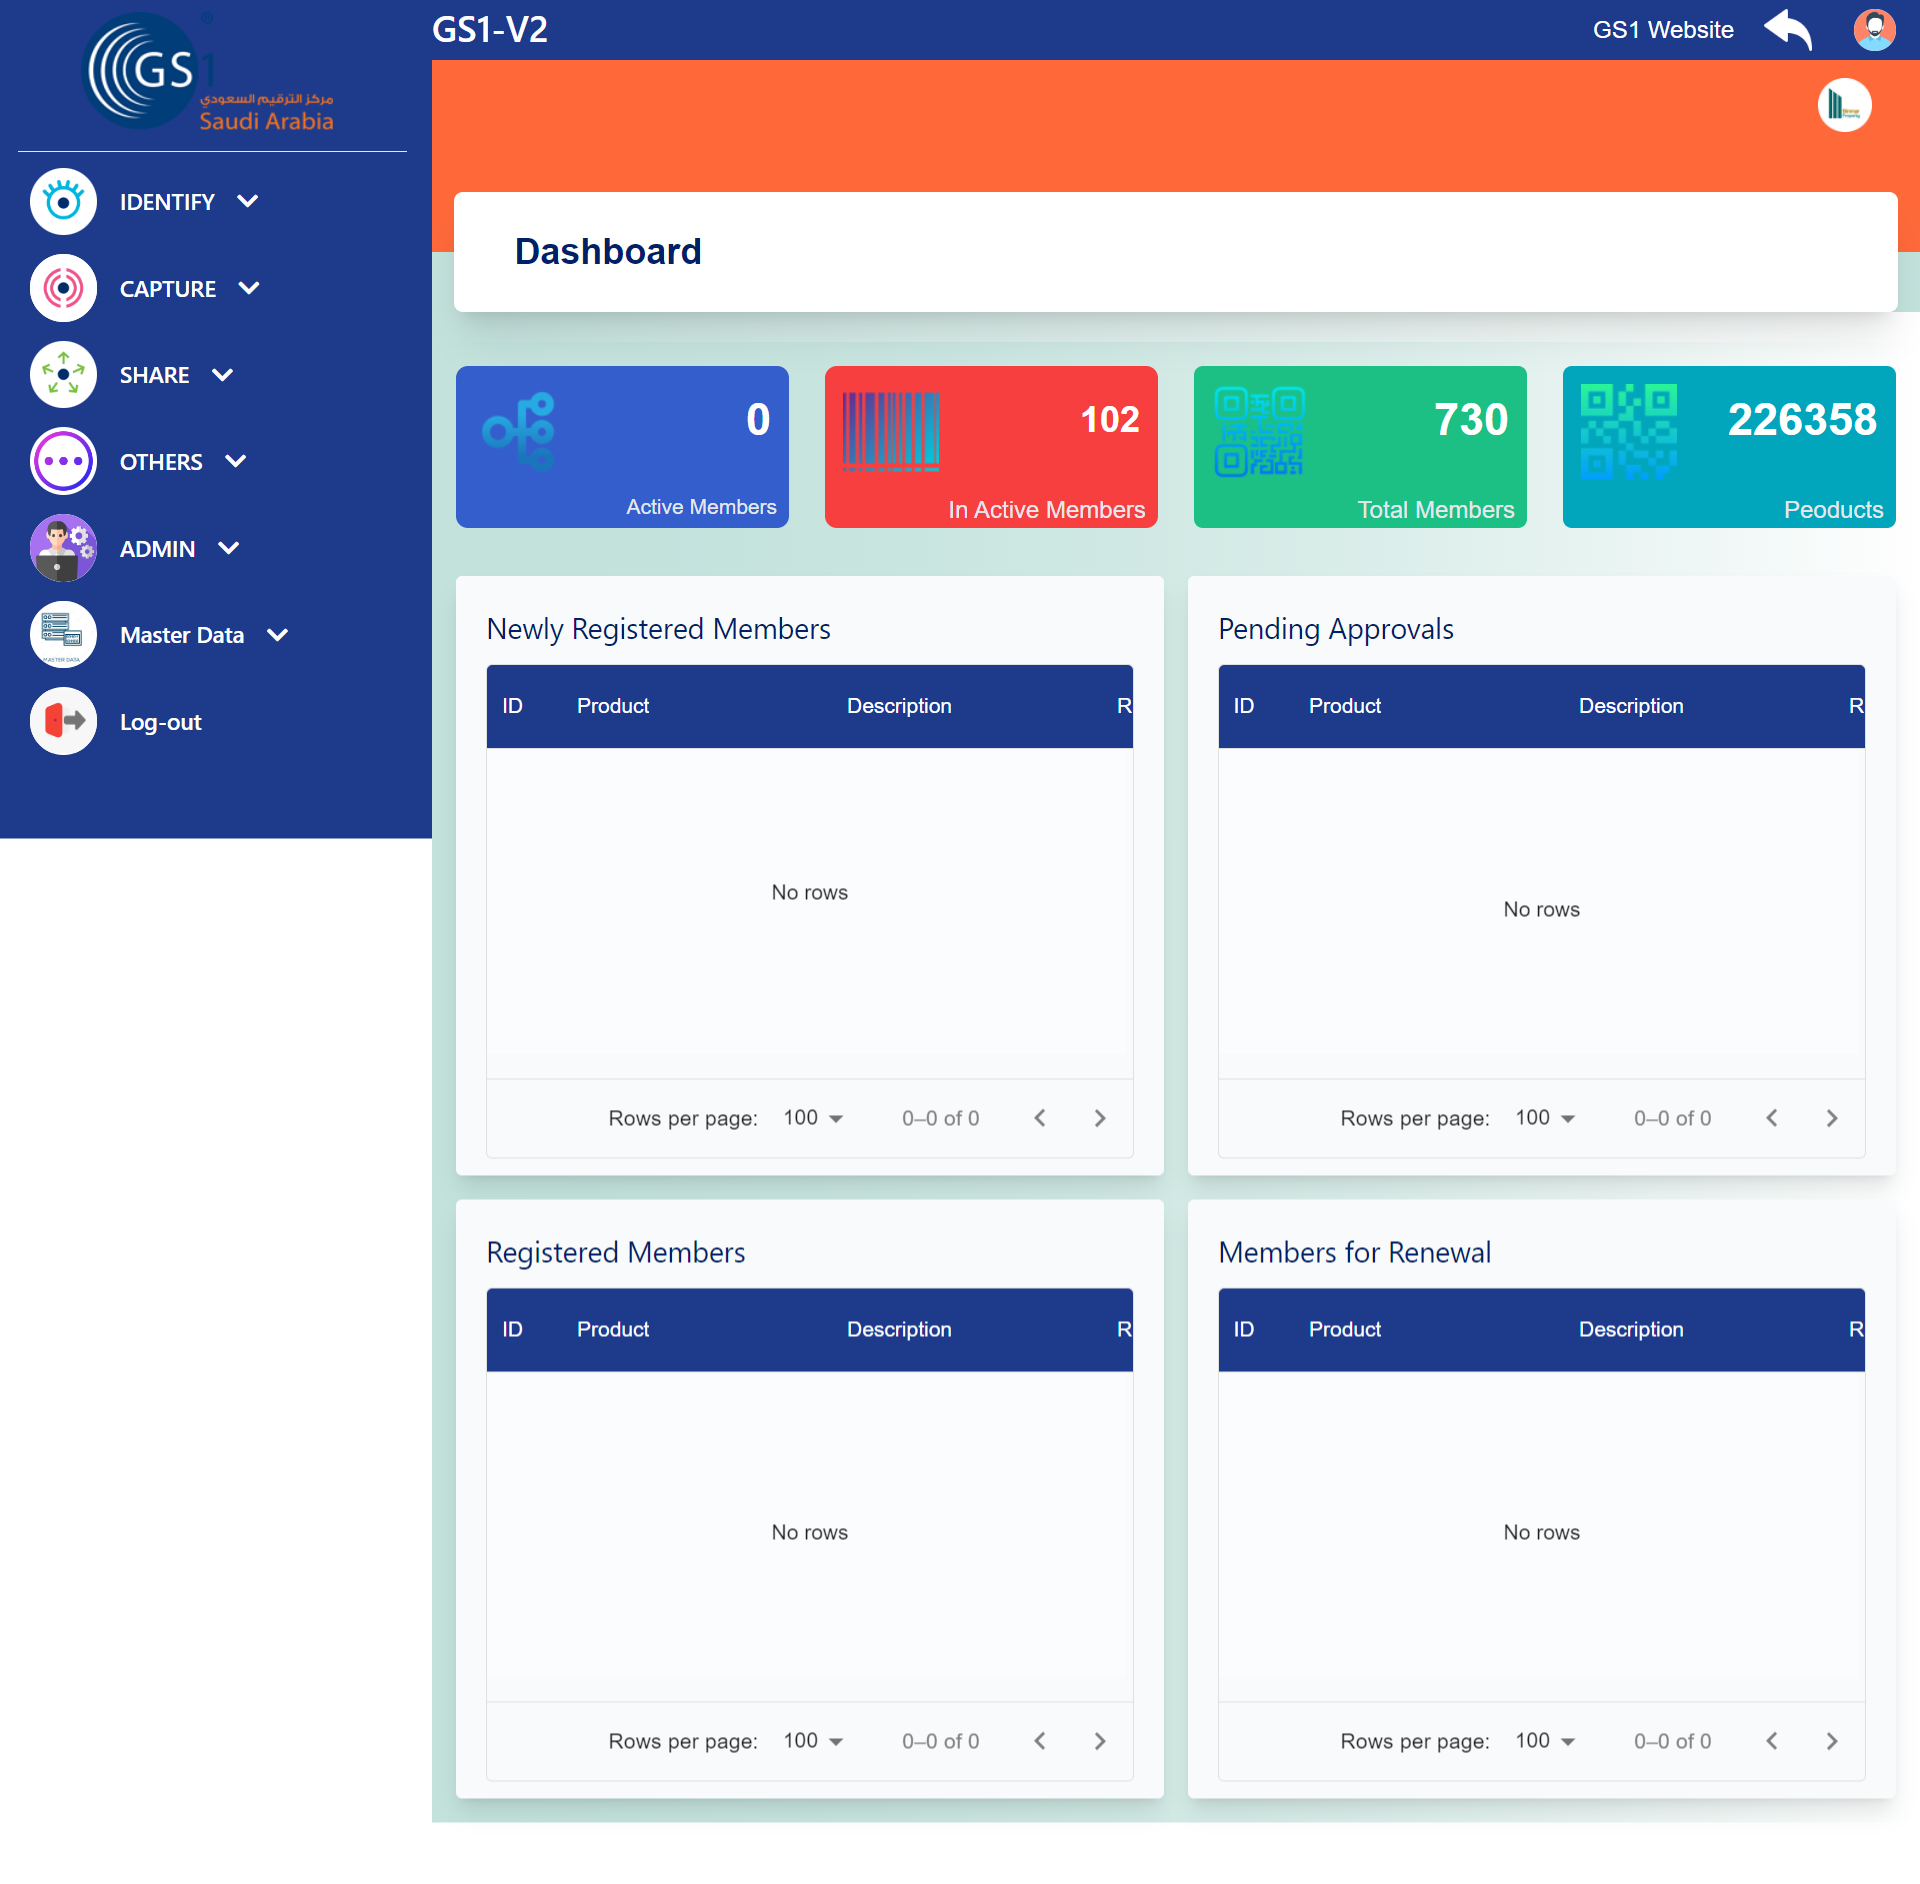 GS1
®
مركز الترقيم السعودي
Saudi Arabia
GS1-V2
GS1 Website
IDENTIFY
CAPTURE
SHARE
OTHERS
ADMIN
Master Data
MASTER DATA
Log-out
Dashboard
0
Active Members
102
In Active Members
730
Total Members
226358
Peoducts
Newly Registered Members
ID Product Description R
No rows
Rows per page: 100 0–0 of 0
Pending Approvals
ID Product Description R
No rows
Rows per page: 100 0–0 of 0
Registered Members
ID Product Description R
No rows
Rows per page: 100 0–0 of 0
Members for Renewal
ID Product Description R
No rows
Rows per page: 100 0–0 of 0